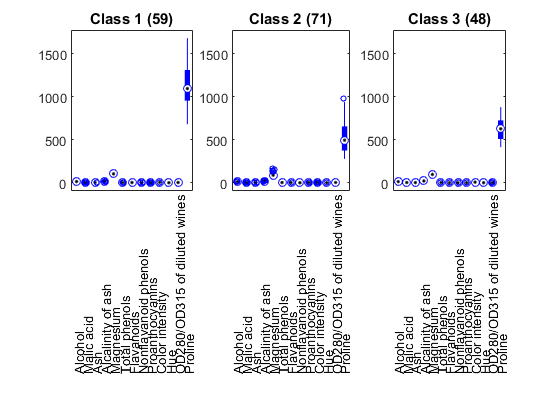 Class 1 (59)
Class 2 (71)
Class 3 (48)
1500
1000
500
0
1500
1000
500
0
1500
1000
500
0
Alcohol
Malic acid
Ash
Alcalinity of ash
Magnesium
Total phenols
Flavanoids
Nonflavanoid phenols
Proanthocyanins
Color intensity
Hue
OD280/OD315 of diluted wines
Proline
Alcohol
Malic acid
Ash
Alcalinity of ash
Magnesium
Total phenols
Flavanoids
Nonflavanoid phenols
Proanthocyanins
Color intensity
Hue
OD280/OD315 of diluted wines
Proline
Alcohol
Malic acid
Ash
Alcalinity of ash
Magnesium
Total phenols
Flavanoids
Nonflavanoid phenols
Proanthocyanins
Color intensity
Hue
OD280/OD315 of diluted wines
Proline